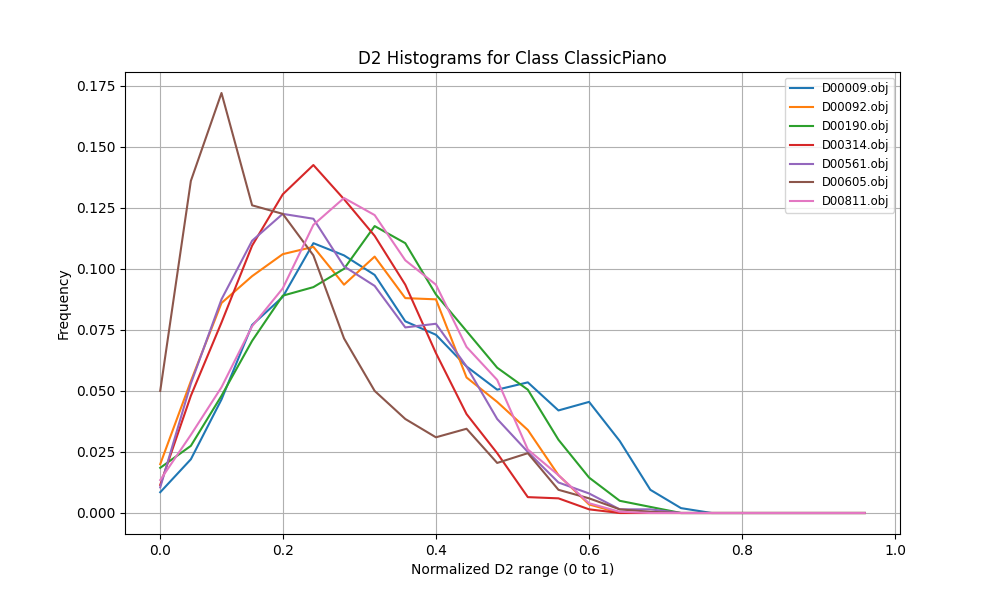 D2 Histograms for Class ClassicPiano
0.175
0.150
0.125
0.100
0.075
0.050
0.025
0.000
Frequency
D00009.obj
D00092.obj
D00190.obj
D00314.obj
D00561.obj
D00605.obj
D00811.obj
0.0 0.2 0.4 0.6 0.8 1.0
Normalized D2 range (0 to 1)